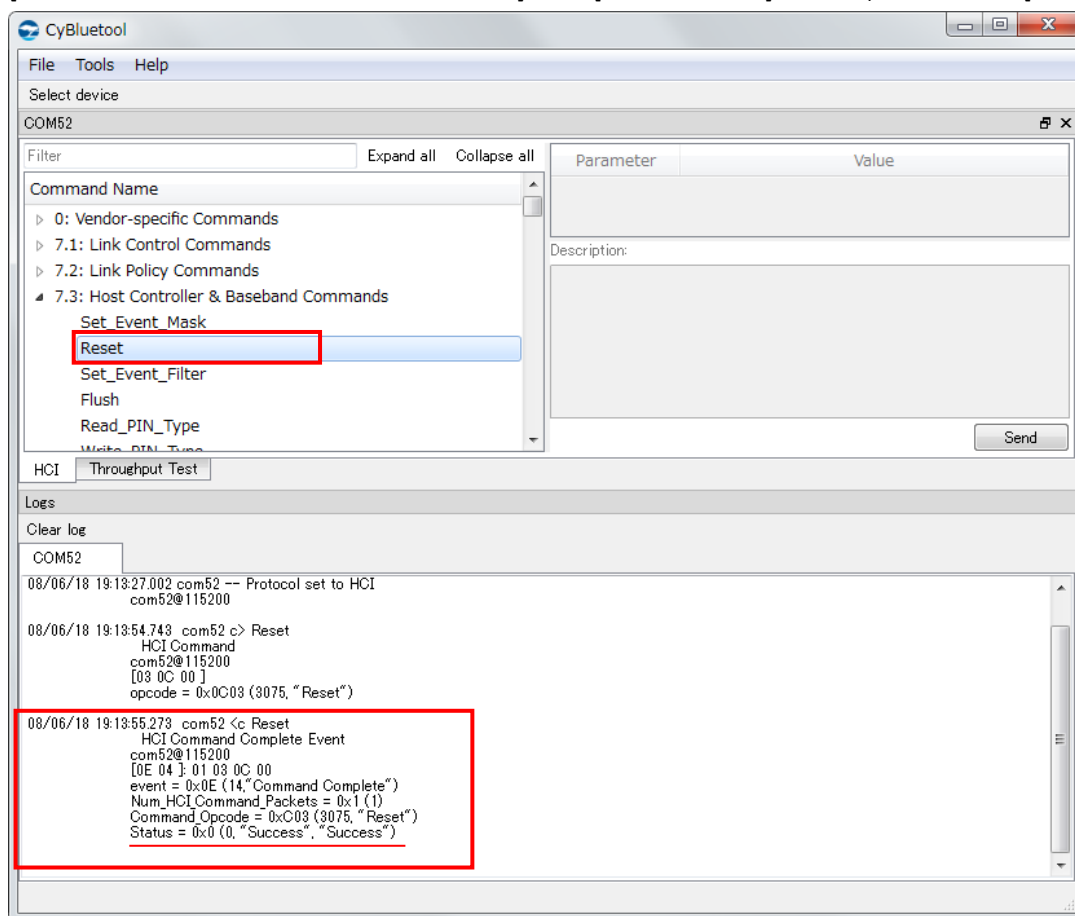 CyBluetool
File Tools Help
Select device
COM52
Filter
Expand all Collapse all
Command Name
0: Vendor-specific Commands
7.1: Link Control Commands
7.2: Link Policy Commands
7.3: Host Controller & Baseband Commands
Set_Event_Mask
Reset
Set_Event_Filter
Flush
Read_PIN_Type
Write_PIN_Type
Parameter Value
Description:
Send
HCI Throughput Test
Logs
Clear log
COM52
08/06/18 19:13:27.002 com52 -- Protocol set to HCI
com52@115200
08/06/18 19:13:54.743 com52 c> Reset
HCI Command
com52@115200
[03 0C 00 ]
opcode = 0x0C03 (3075, "Reset")
08/06/18 19:13:55.273 com52 <c Reset
HCI Command Complete Event
com52@115200
[0E 04 ]: 01 03 0C 00
event = 0x0E (14,"Command Complete")
Num_HCI_Command_Packets = 0x1 (1)
Command_Opcode = 0xC03 (3075, "Reset")
Status = 0x0 (0, "Success", "Success")